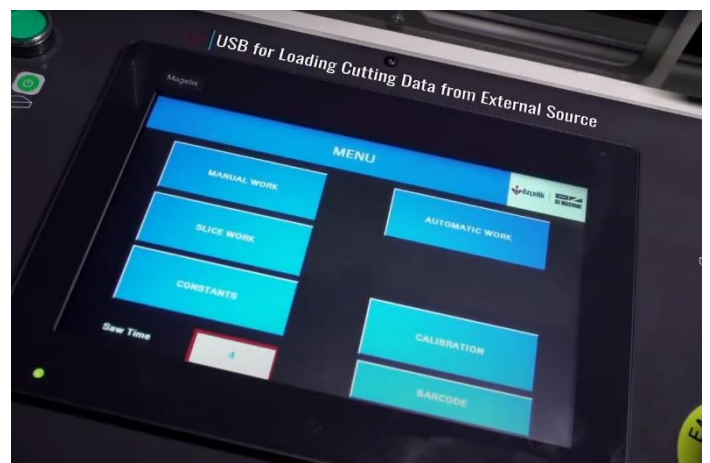 USB for Loading Cutting Data from External Source
Magelis
MENU
özçelik
MANUAL WORK
AUTOMATIC WORK
SLICE WORK
CONSTANTS
CALIBRATION
Saw Time
4
BARCODE